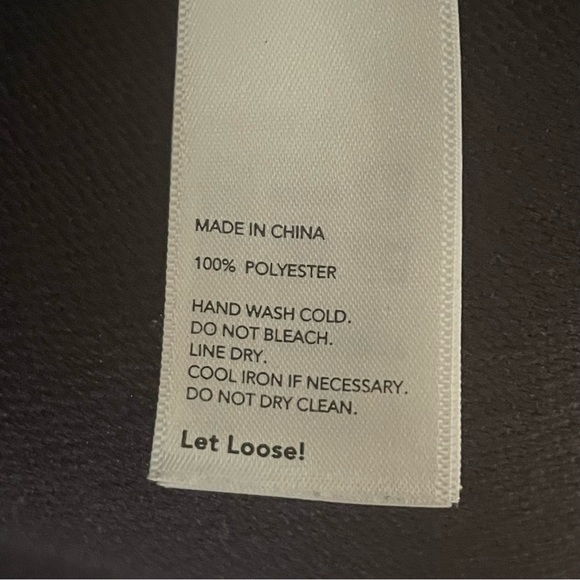 MADE IN CHINA
100% POLYESTER
HAND WASH COLD.
DO NOT BLEACH.
LINE DRY.
COOL IRON IF NECESSARY.
DO NOT DRY CLEAN.
Let Loose!